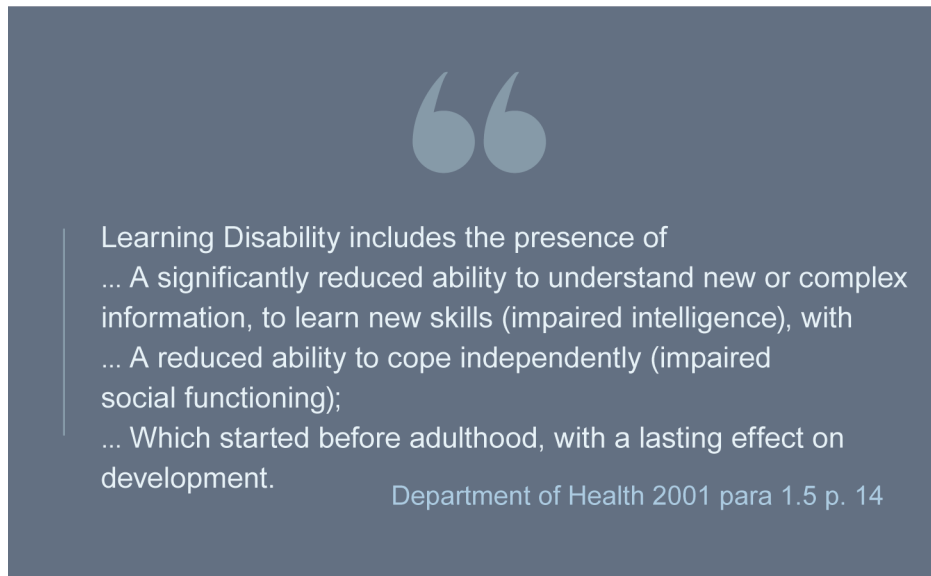 “
Learning Disability includes the presence of
... A significantly reduced ability to understand new or complex
information, to learn new skills (impaired intelligence), with
... A reduced ability to cope independently (impaired
social functioning);
... Which started before adulthood, with a lasting effect on
development.
Department of Health 2001 para 1.5 p. 14